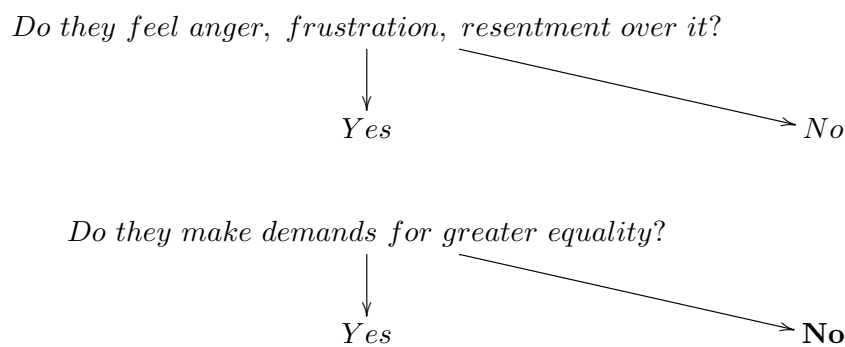 Do they feel anger, frustration, resentment over it?
Yes No
Do they make demands for greater equality?
Yes No